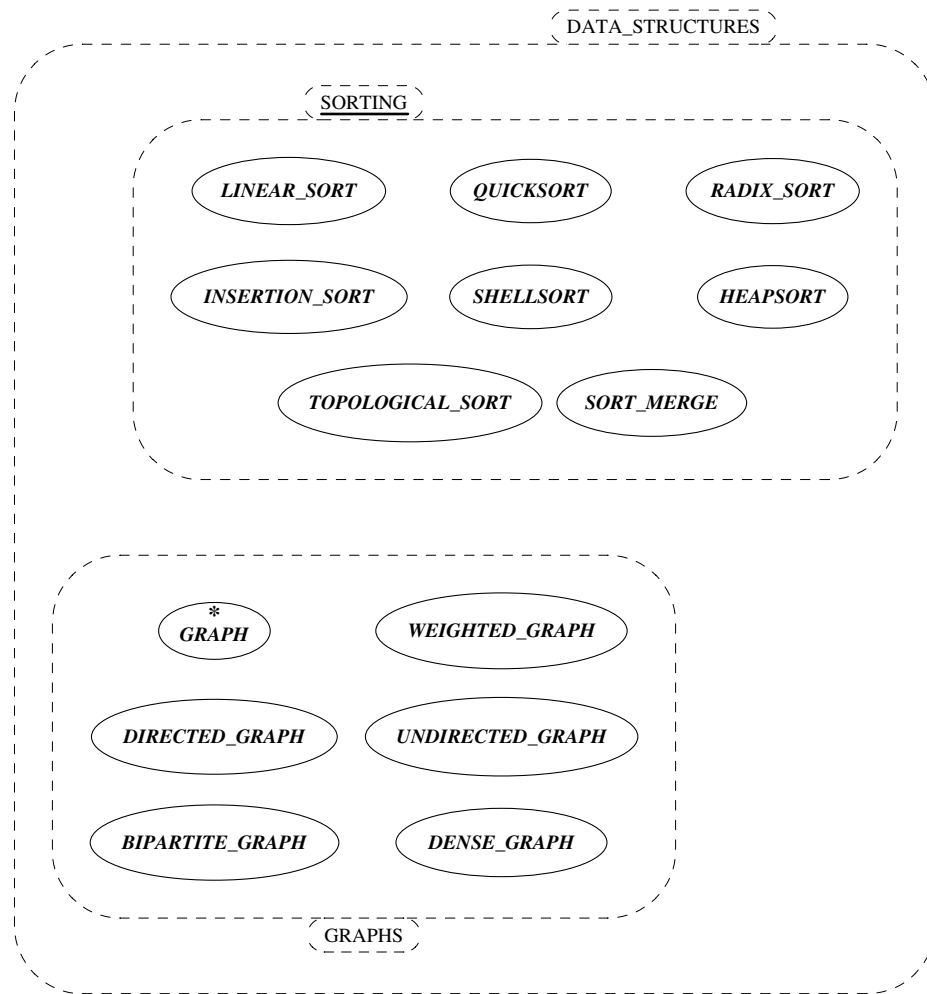 DATA_STRUCTURES
SORTING
LINEAR_SORT
QUICKSORT
RADIX_SORT
INSERTION_SORT
SHELLSORT
HEAPSORT
TOPOLOGICAL_SORT
SORT_MERGE
*
GRAPH
WEIGHTED_GRAPH
DIRECTED_GRAPH
UNDIRECTED_GRAPH
BIPARTITE_GRAPH
DENSE_GRAPH
GRAPHS